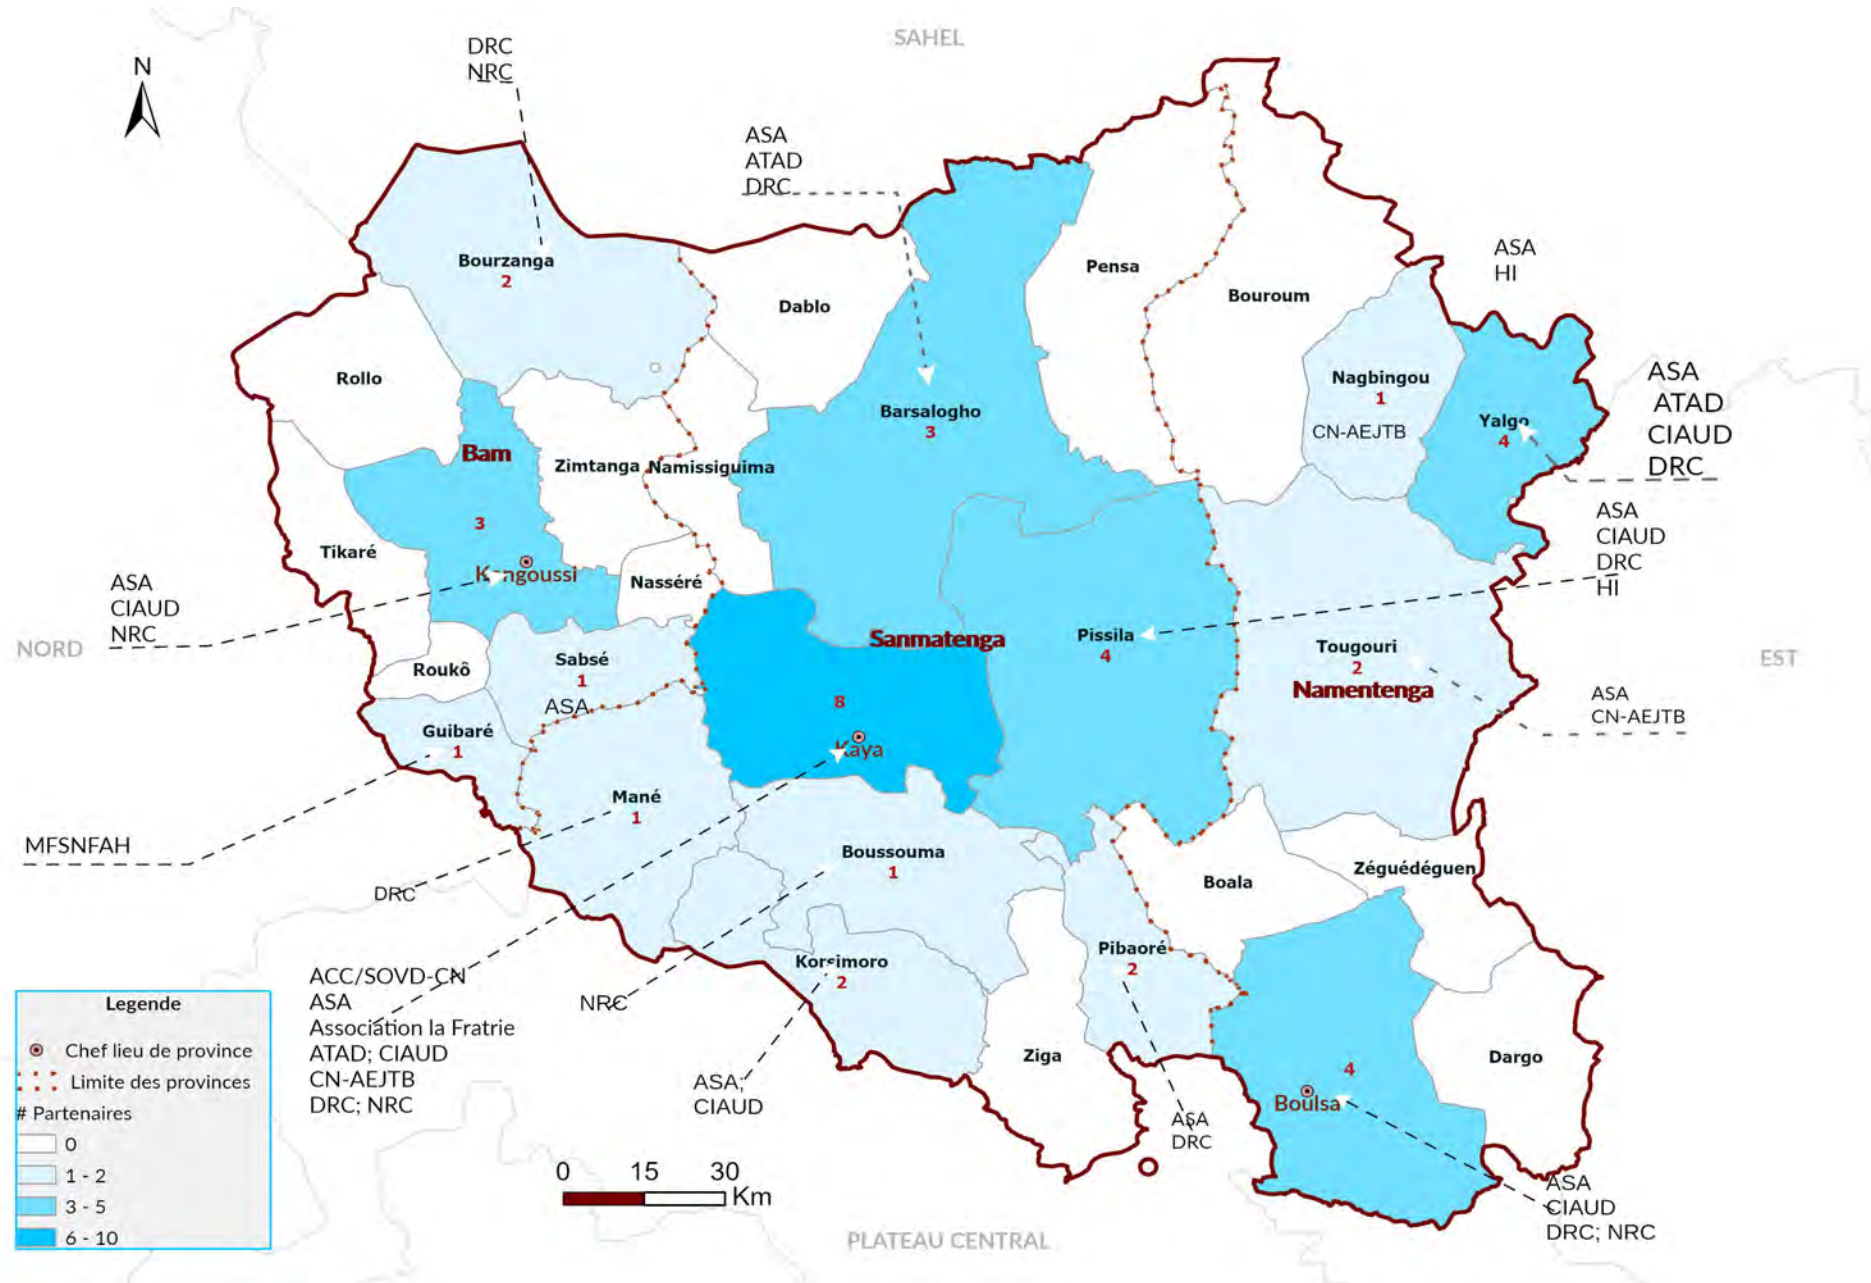 SAHEL
N
DRC
NRC
ASA
ATAD
DRC
ASA
HI
Bourzanga
2
Dablo
Pensa
Bouroum
Rollo
Nagbingou
1
CN-AEJTB
Yalgo
4
ASA
ATAD
CIAUD
DRC
Barsalogho
3
Bam
3
Zimtanga
Namissiguima
Kongoussi
Tikaré
Nasséré
ASA
CIAUD
NRC
ASA
CIAUD
DRC
HI
NORD
EST
Roukô
Sabsé
1
ASA
Sanmatenga
Pissila
4
Tougouri
2
Namentenga
ASA
CN-AEJTB
8
Kaya
Guibaré
1
Mané
1
MFSNFAH
DRC
Boussouma
1
Boala
Zéguédéguen
Korsimoro
2
Pibaoré
2
NRC
ACC/SOVD-CN
ASA
Association la Fratrie
ATAD; CIAUD
CN-AEJTB
DRC; NRC
ASA;
CIAUD
Ziga
ASA
DRC
4
Boulsa
Dargo
ASA
CIAUD
DRC; NRC
Legende
Chef lieu de province
Limite des provinces
# Partenaires
0
1 - 2
3 - 5
6 - 10
0 15 30
Km
PLATEAU CENTRAL